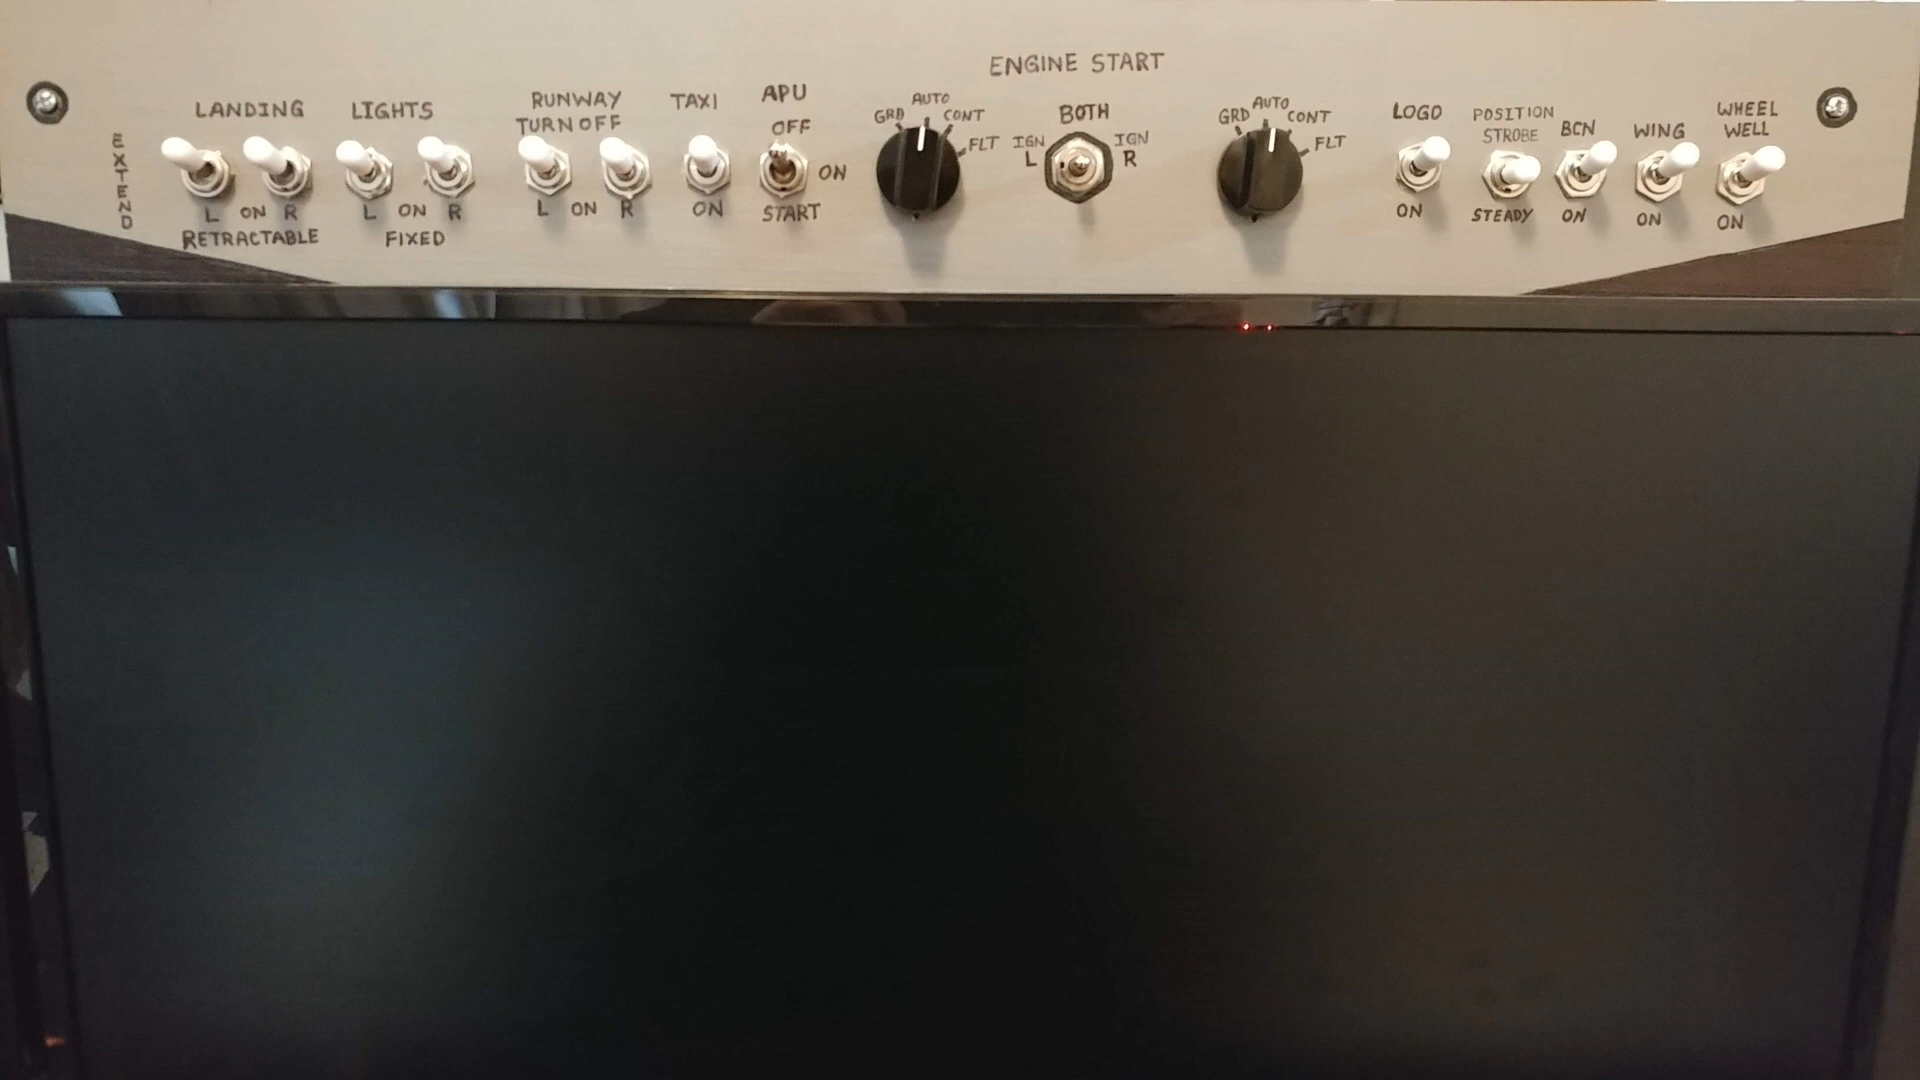 ENGINE START
LANDING LIGHTS
RUNWAY
TURN OFF
TAXI
APU
OFF
ON
START
EXTEND
L ON R
RETRACTABLE
L ON R
FIXED
L ON R
ON
GRD AUTO CONT FLT
BOTH
IGN L
IGN R
GRD AUTO CONT FLT
LOGO
ON
POSITION
STROBE
STEADY
BCN
ON
WING
ON
WHEEL
WELL
ON